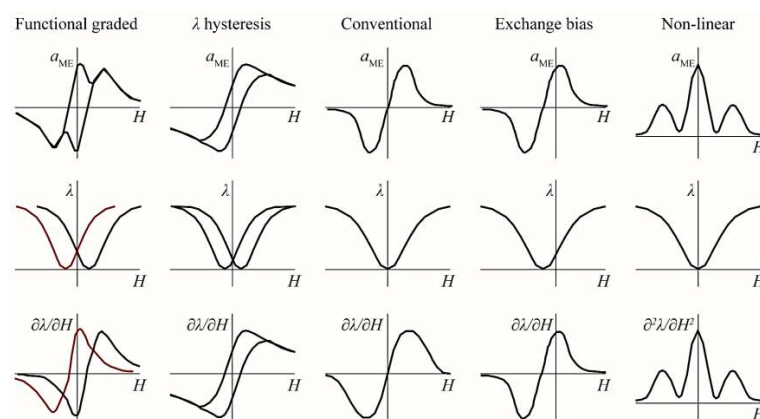 Functional graded λ hysteresis Conventional Exchange bias Non-linear
a_ME a_ME a_ME a_ME a_ME
H H H H H
λ λ λ λ λ
H H H H H
∂λ/∂H ∂λ/∂H ∂λ/∂H ∂λ/∂H ∂²λ/∂H²
H H H H H